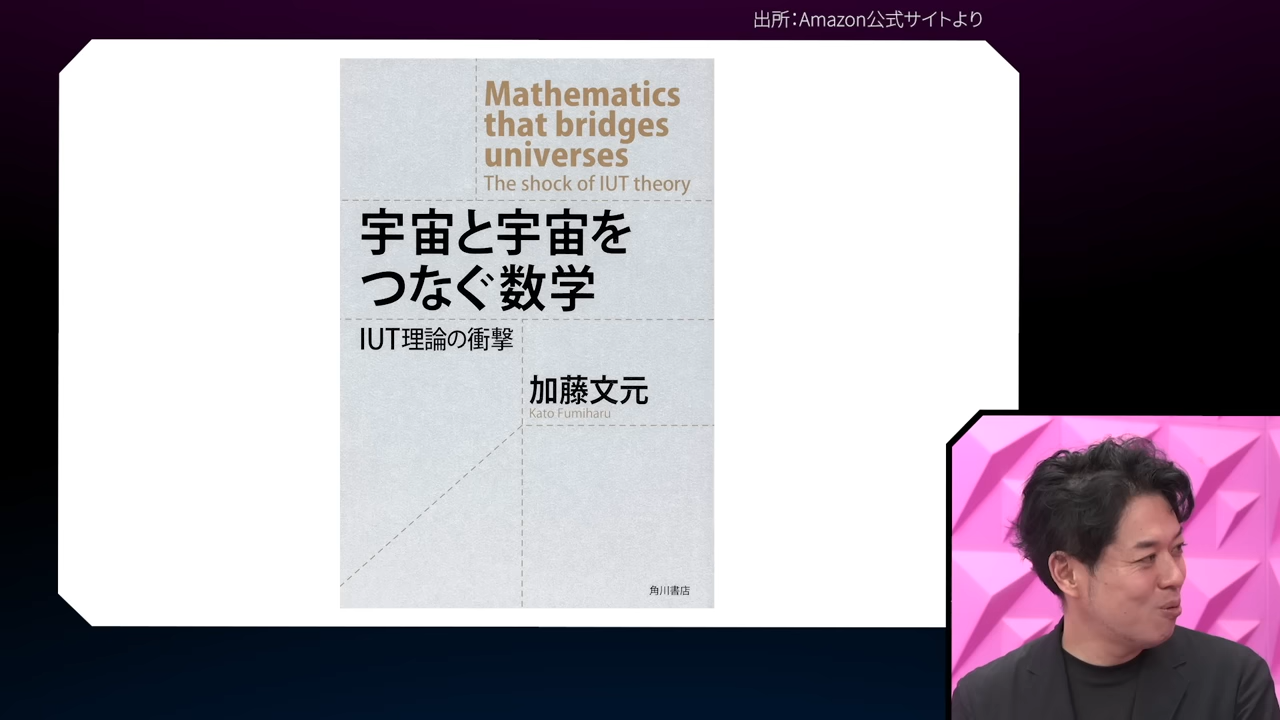 出所：Amazon公式サイトより
Mathematics
that bridges
universes
The shock of IUT theory
宇宙と宇宙を
つなぐ数学
IUT理論の衝撃
加藤文元
Kato Fumiharu
角川書店